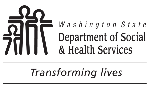 Washington State
Department of Social
& Health Services
Transforming lives